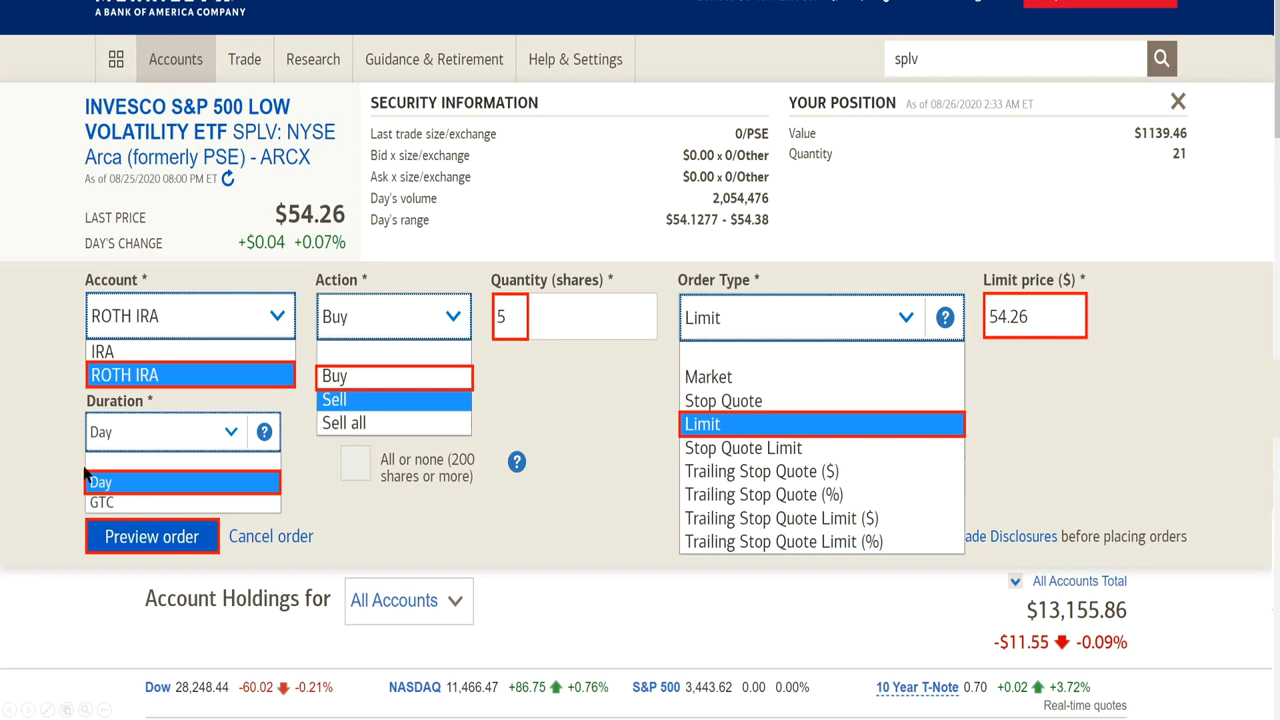 A BANK OF AMERICA COMPANY
Accounts
Trade
Research
Guidance & Retirement
Help & Settings
splv
INVESCO S&P 500 LOW
VOLATILITY ETF SPLV: NYSE
Arca (formerly PSE) - ARCX
As of 08/25/2020 08:00 PM ET
LAST PRICE $54.26
DAY'S CHANGE +$0.04 +0.07%
SECURITY INFORMATION
Last trade size/exchange 0/PSE
Bid x size/exchange $0.00 x 0/Other
Ask x size/exchange $0.00 x 0/Other
Day's volume 2,054,476
Day's range $54.1277 - $54.38
YOUR POSITION As of 08/26/2020 2:33 AM ET
Value $1139.46
Quantity 21
Account *
ROTH IRA
IRA
ROTH IRA
Action *
Buy
Buy
Sell
Sell all
Quantity (shares) *
5
Order Type *
Limit
?
Market
Stop Quote
Limit
Stop Quote Limit
Trailing Stop Quote ($)
Trailing Stop Quote (%)
Trailing Stop Quote Limit ($)
Trailing Stop Quote Limit (%)
Limit price ($) *
54.26
Duration *
Day
?
Day
GTC
All or none (200
shares or more)
?
Preview order
Cancel order
ade Disclosures before placing orders
Account Holdings for
All Accounts
All Accounts Total
$13,155.86
-$11.55 -0.09%
Dow 28,248.44 -60.02 -0.21%
NASDAQ 11,466.47 +86.75 +0.76%
S&P 500 3,443.62 0.00 0.00%
10 Year T-Note 0.70 +0.02 +3.72%
Real-time quotes